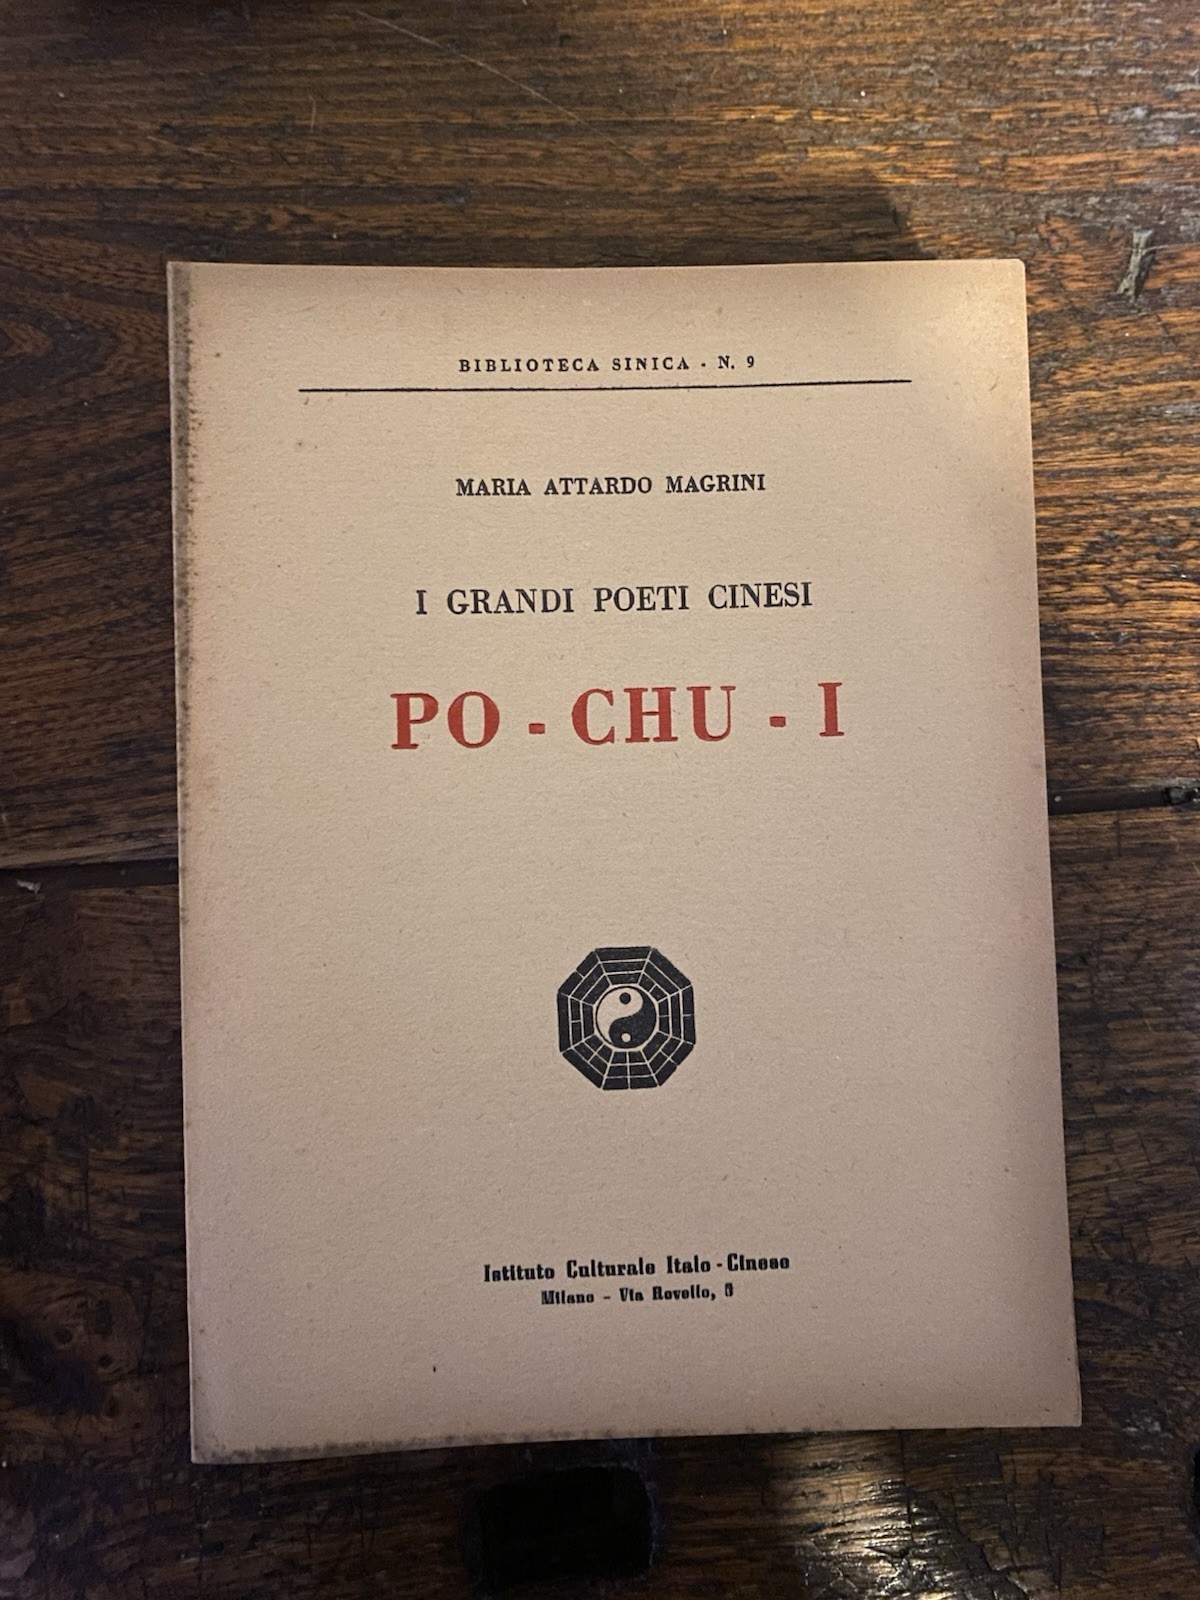 BIBLIOTECA SINICA - N. 9
MARIA ATTARDO MAGRINI
I GRANDI POETI CINESI
PO - CHU - I
Istituto Culturale Italo-Cinese
Milano - Via Rovello, 5